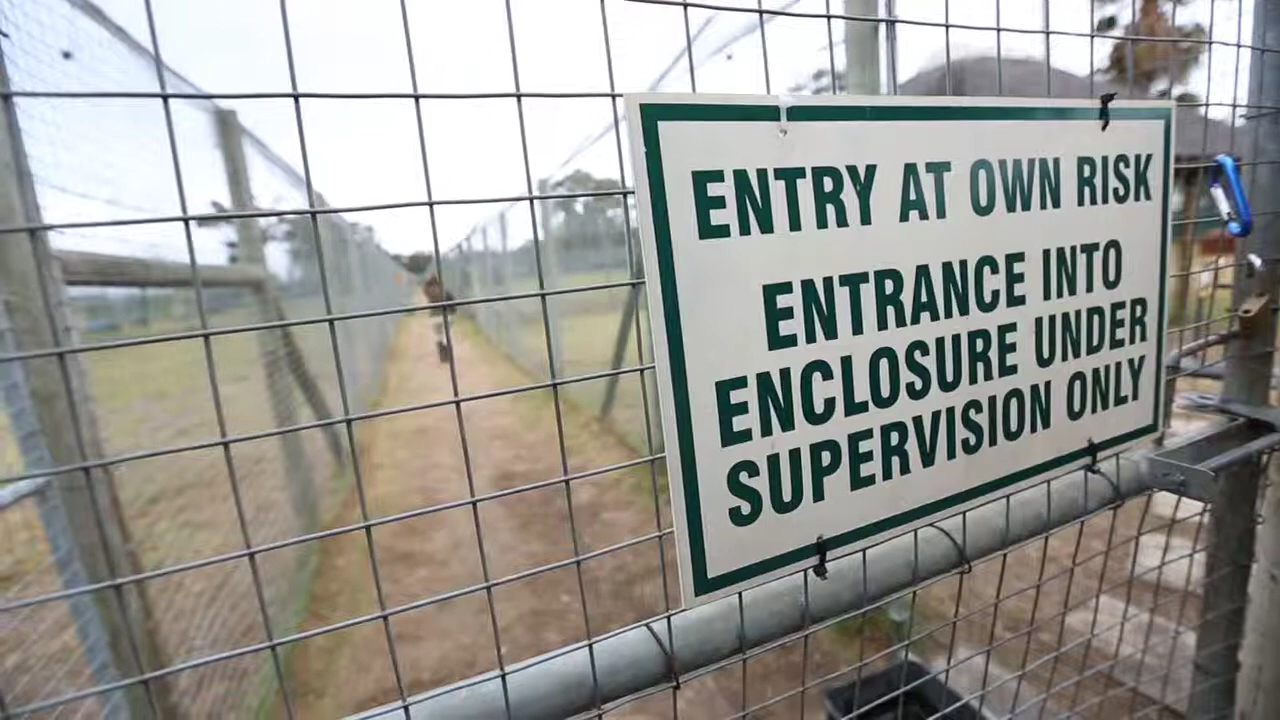 ENTRY AT OWN RISK
ENTRANCE INTO
ENCLOSURE UNDER
SUPERVISION ONLY